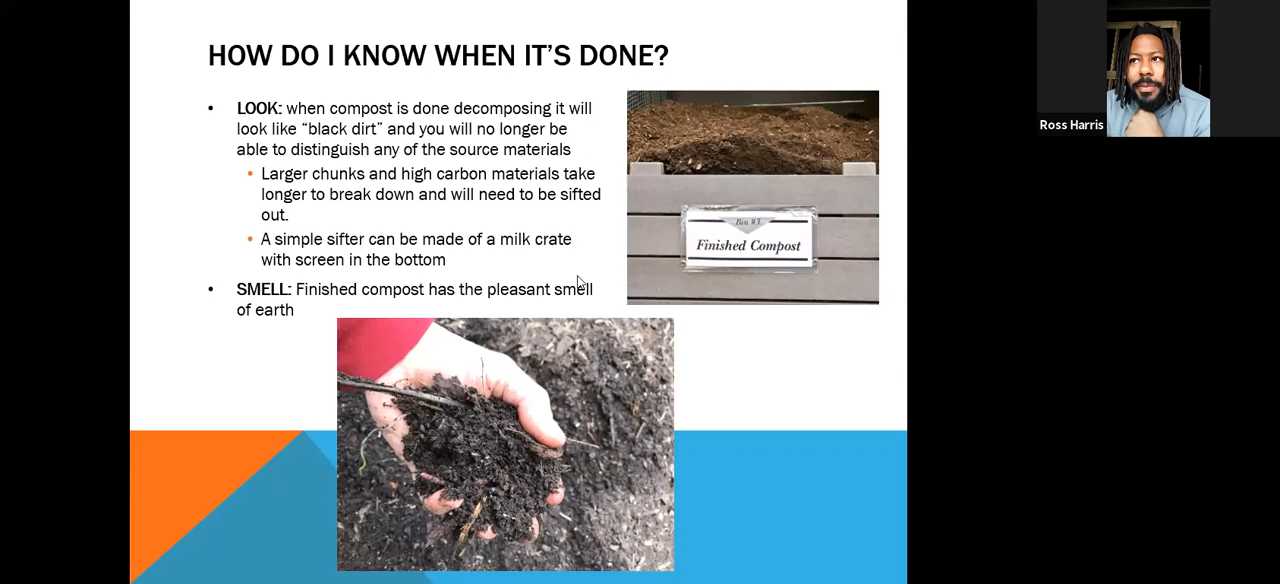 HOW DO I KNOW WHEN IT'S DONE?
• LOOK: when compost is done decomposing it will
look like “black dirt” and you will no longer be
able to distinguish any of the source materials
• Larger chunks and high carbon materials take
longer to break down and will need to be sifted
out.
• A simple sifter can be made of a milk crate
with screen in the bottom
• SMELL: Finished compost has the pleasant smell
of earth
Bin #3
Finished Compost
Ross Harris